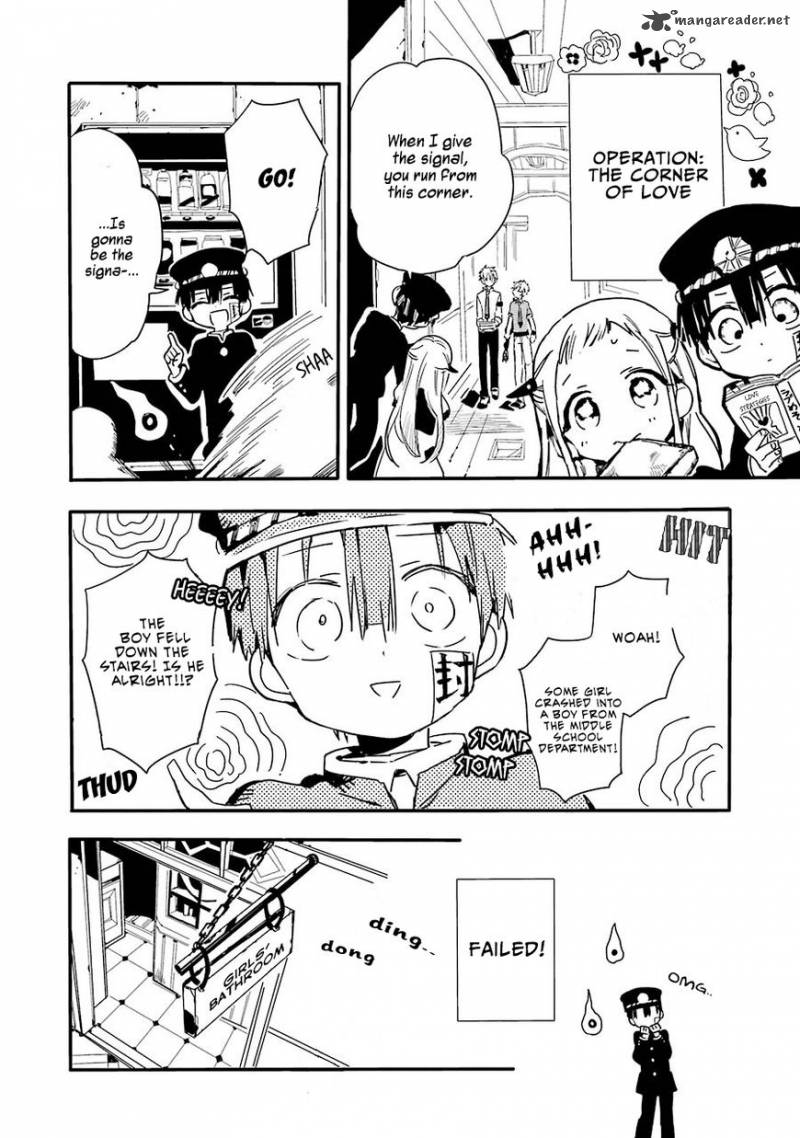 mangareader.net
OPERATION:
THE CORNER
OF LOVE
When I give
the signal,
you run from
this corner.
LOVE
STRATEGIES
GO!
...Is
gonna
be the
signa-...
SHAA
HIT
AHH-
HHH!
WOAH!
SOME GIRL
CRASHED INTO
A BOY FROM
THE MIDDLE
SCHOOL
DEPARTMENT!
封
HEEEEY!
THE
BOY FELL
DOWN THE
STAIRS! IS HE
ALRIGHT!!?
STOMP
STOMP
THUD
FAILED!
ding..
dong
GIRLS'
BATHROOM
OMG..